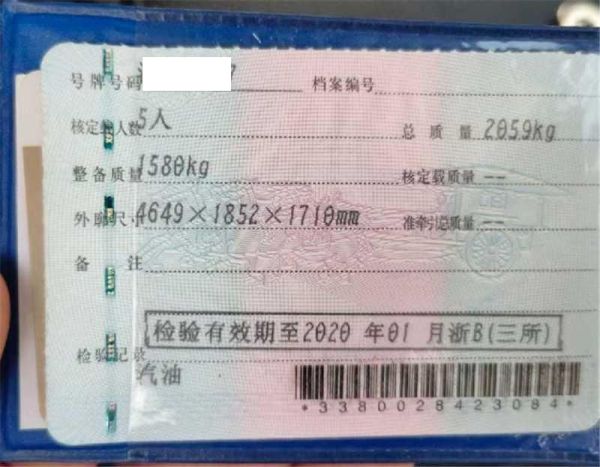 号牌号码 档案编号
核定载人数 5人 总质量 2059kg
整备质量 1580kg 核定载质量 --
外廓尺寸 4649×1852×1710mm 准牵引总质量 --
备注
检验有效期至2020年01月浙B(三所)
检验记录
汽油
*3380028423084*